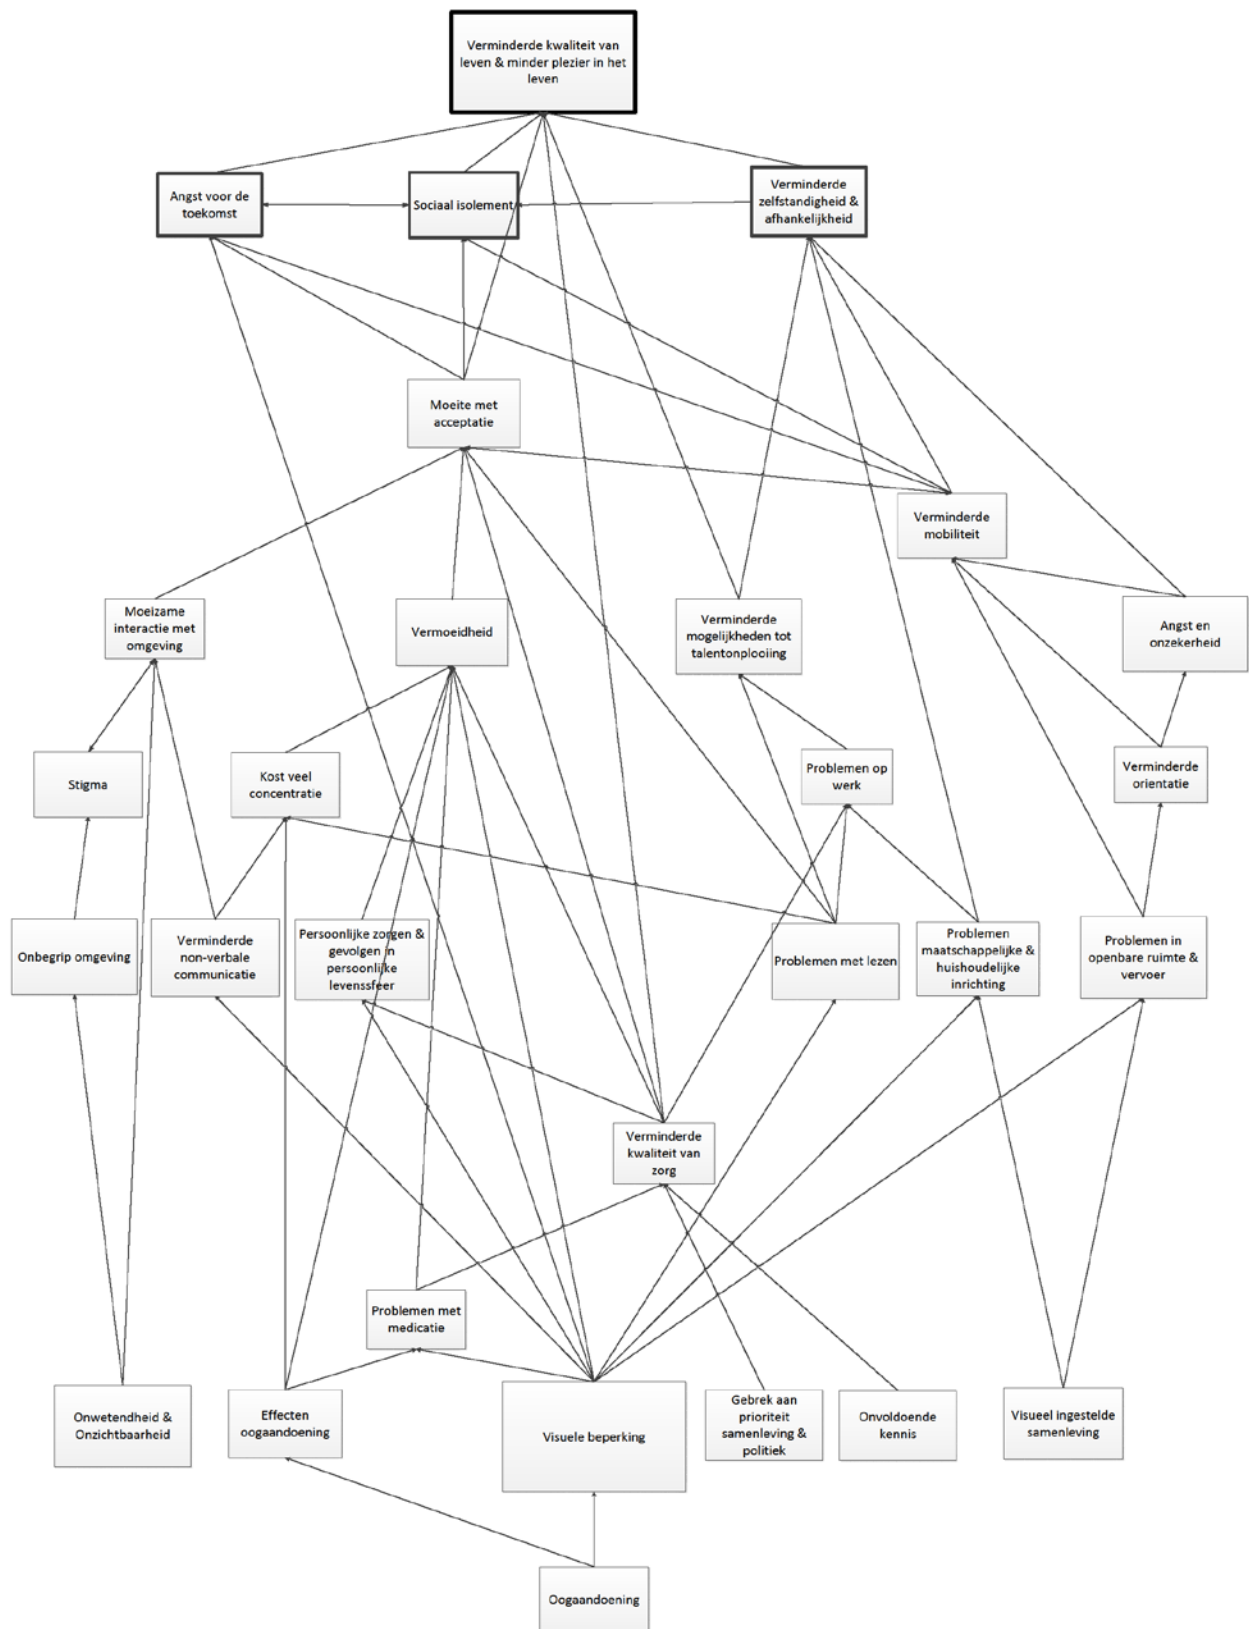 Verminderde kwaliteit van
leven & minder plezier in het
leven
Angst voor de
toekomst
Sociaal isolement
Verminderde
zelfstandigheid &
afhankelijkheid
Moeite met
acceptatie
Verminderde
mobiliteit
Moeizame
interactie met
omgeving
Vermoeidheid
Verminderde
mogelijkheden tot
talentonplooiing
Angst en
onzekerheid
Stigma
Kost veel
concentratie
Problemen op
werk
Verminderde
orientatie
Onbegrip omgeving
Verminderde
non-verbale
communicatie
Persoonlijke zorgen &
gevolgen in
persoonlijke
levenssfeer
Problemen met lezen
Problemen
maatschappelijke &
huishoudelijke
inrichting
Problemen in
openbare ruimte &
vervoer
Verminderde
kwaliteit van
zorg
Problemen met
medicatie
Onwetendheid &
Onzichtbaarheid
Effecten
oogaandoening
Visuele beperking
Gebrek aan
prioriteit
samenleving &
politiek
Onvoldoende
kennis
Visueel ingestelde
samenleving
Oogaandoening